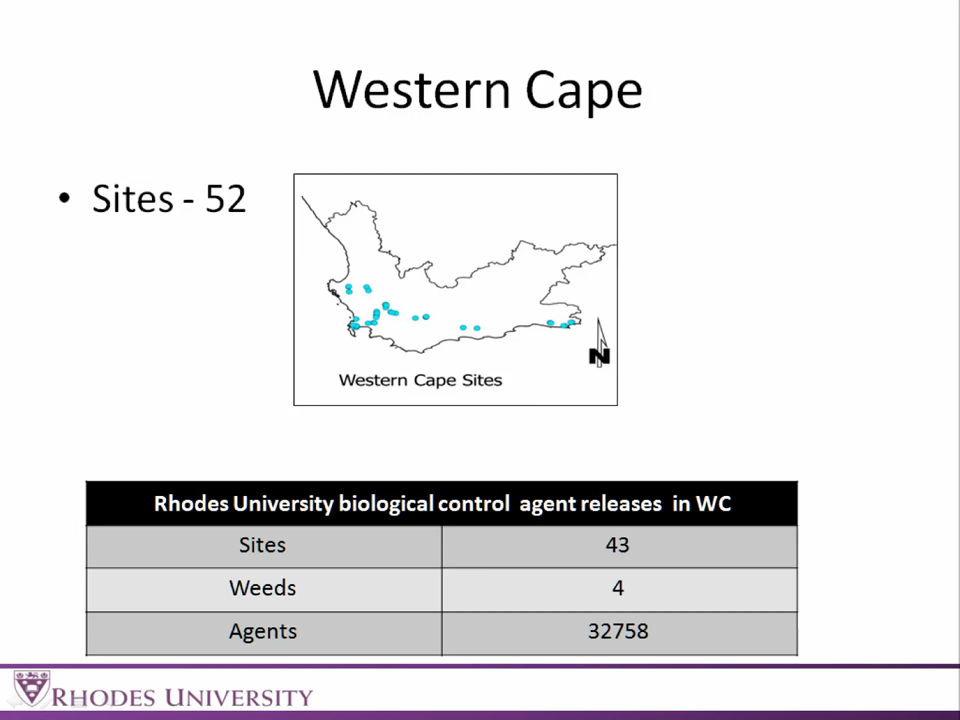 Western Cape
• Sites - 52
N
Western Cape Sites
Rhodes University biological control agent releases in WC
Sites 43
Weeds 4
Agents 32758
RHODES UNIVERSITY